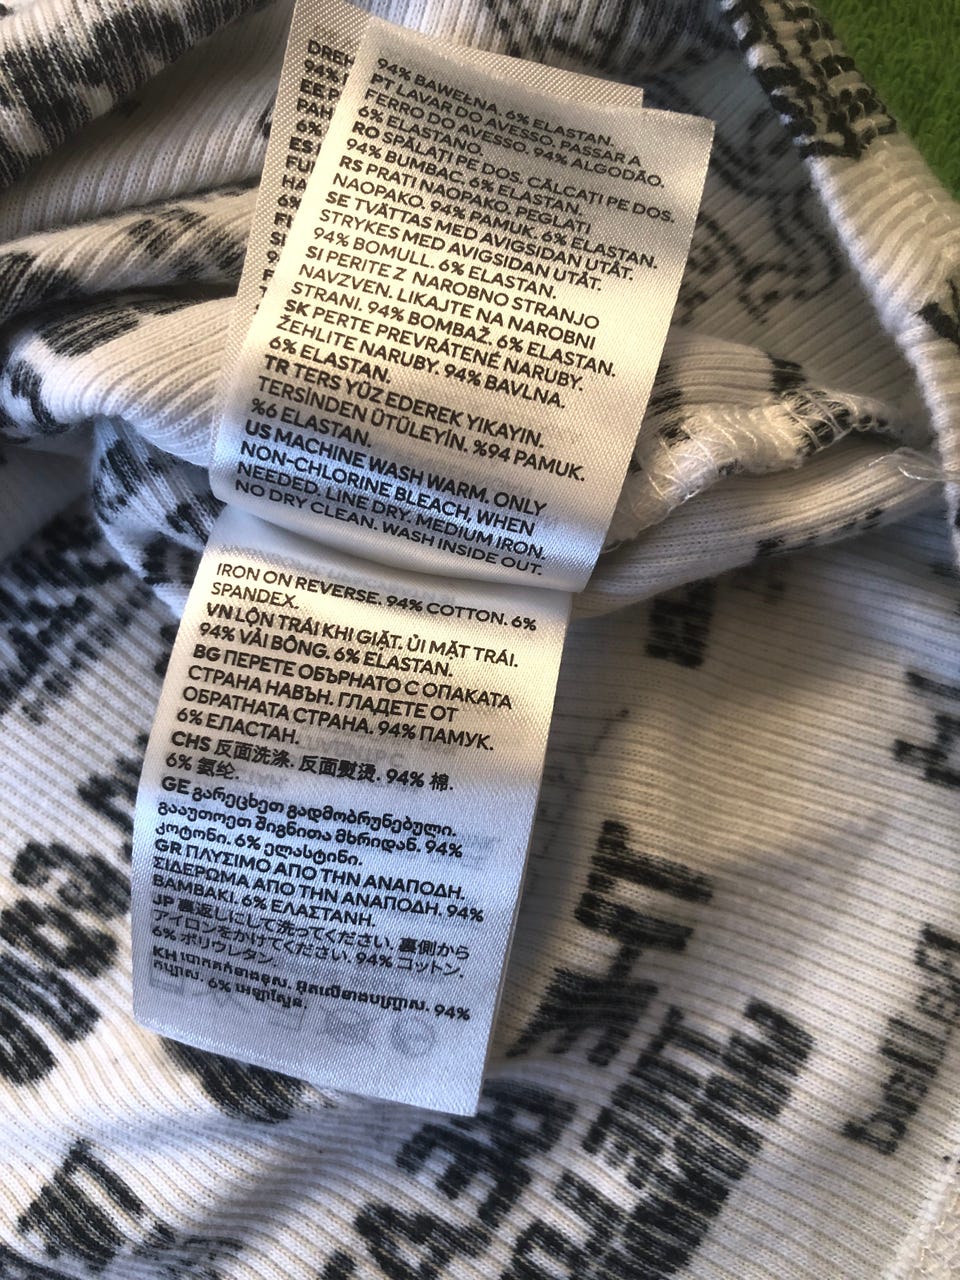 94% BAWEŁNA. 6% ELASTAN.
PT LAVAR DO AVESSO. PASSAR A
FERRO DO AVESSO. 94% ALGODÃO.
6% ELASTANO.
RO SPĂLAȚI PE DOS. CĂLCAȚI PE DOS.
94% BUMBAC. 6% ELASTAN.
RS PRATI NAOPAKO. PEGLATI
NAOPAKO. 94% PAMUK. 6% ELASTAN.
SE TVÄTTAS MED AVIGSIDAN UTÅT.
STRYKES MED AVIGSIDAN UTÅT.
94% BOMULL. 6% ELASTAN.
SI PERITE Z NAROBNO STRANJO
NAVZVEN. LIKAJTE NA NAROBNI
STRANI. 94% BOMBAŽ. 6% ELASTAN.
SK PERTE PREVRÁTENÉ NARUBY.
ŽEHLITE NARUBY. 94% BAVLNA.
6% ELASTAN.
TR TERS YÜZ EDEREK YIKAYIN.
TERSİNDEN ÜTÜLEYİN. %94 PAMUK.
%6 ELASTAN.
US MACHINE WASH WARM. ONLY
NON-CHLORINE BLEACH, WHEN
NEEDED. LINE DRY. MEDIUM IRON.
NO DRY CLEAN. WASH INSIDE OUT.
IRON ON REVERSE. 94% COTTON. 6%
SPANDEX.
VN LỘN TRÁI KHI GIẶT. ỦI MẶT TRÁI.
94% VẢI BÔNG. 6% ELASTAN.
BG ПЕРЕТЕ ОБЪРНАТО С ОПАКАТА
СТРАНА НАВЪН. ГЛАДЕТЕ ОТ
ОБРАТНАТА СТРАНА. 94% ПАМУК.
6% ЕЛАСТАН.
CHS 反面洗涤. 反面熨烫. 94% 棉.
6% 氨纶.
GE გარეცხეთ გადმობრუნებული.
გააუთოეთ შიგნითა მხრიდან. 94%
კოტონი. 6% ელასტინი.
GR ΠΛΥΣΙΜΟ ΑΠΟ ΤΗΝ ΑΝΑΠΟΔΗ.
ΣΙΔΕΡΩΜΑ ΑΠΟ ΤΗΝ ΑΝΑΠΟΔΗ. 94%
ΒΑΜΒΑΚΙ. 6% ΕΛΑΣΤΑΝΗ.
JP 裏返しにして洗ってください. 裏側から
アイロンをかけてください. 94% コットン.
6% ポリウレタン.
KH 94%
6%